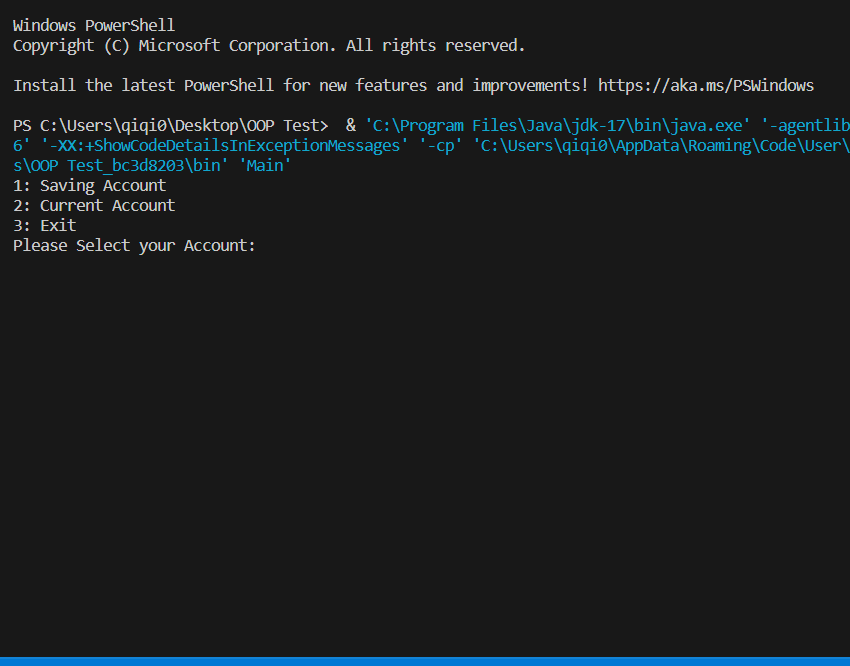 Windows PowerShell
Copyright (C) Microsoft Corporation. All rights reserved.
Install the latest PowerShell for new features and improvements! https://aka.ms/PSWindows
PS C:\Users\qiqi0\Desktop\OOP Test>  & 'C:\Program Files\Java\jdk-17\bin\java.exe' '-agentlib
6' '-XX:+ShowCodeDetailsInExceptionMessages' '-cp' 'C:\Users\qiqi0\AppData\Roaming\Code\User\
s\OOP Test_bc3d8203\bin' 'Main'
1: Saving Account
2: Current Account
3: Exit
Please Select your Account: